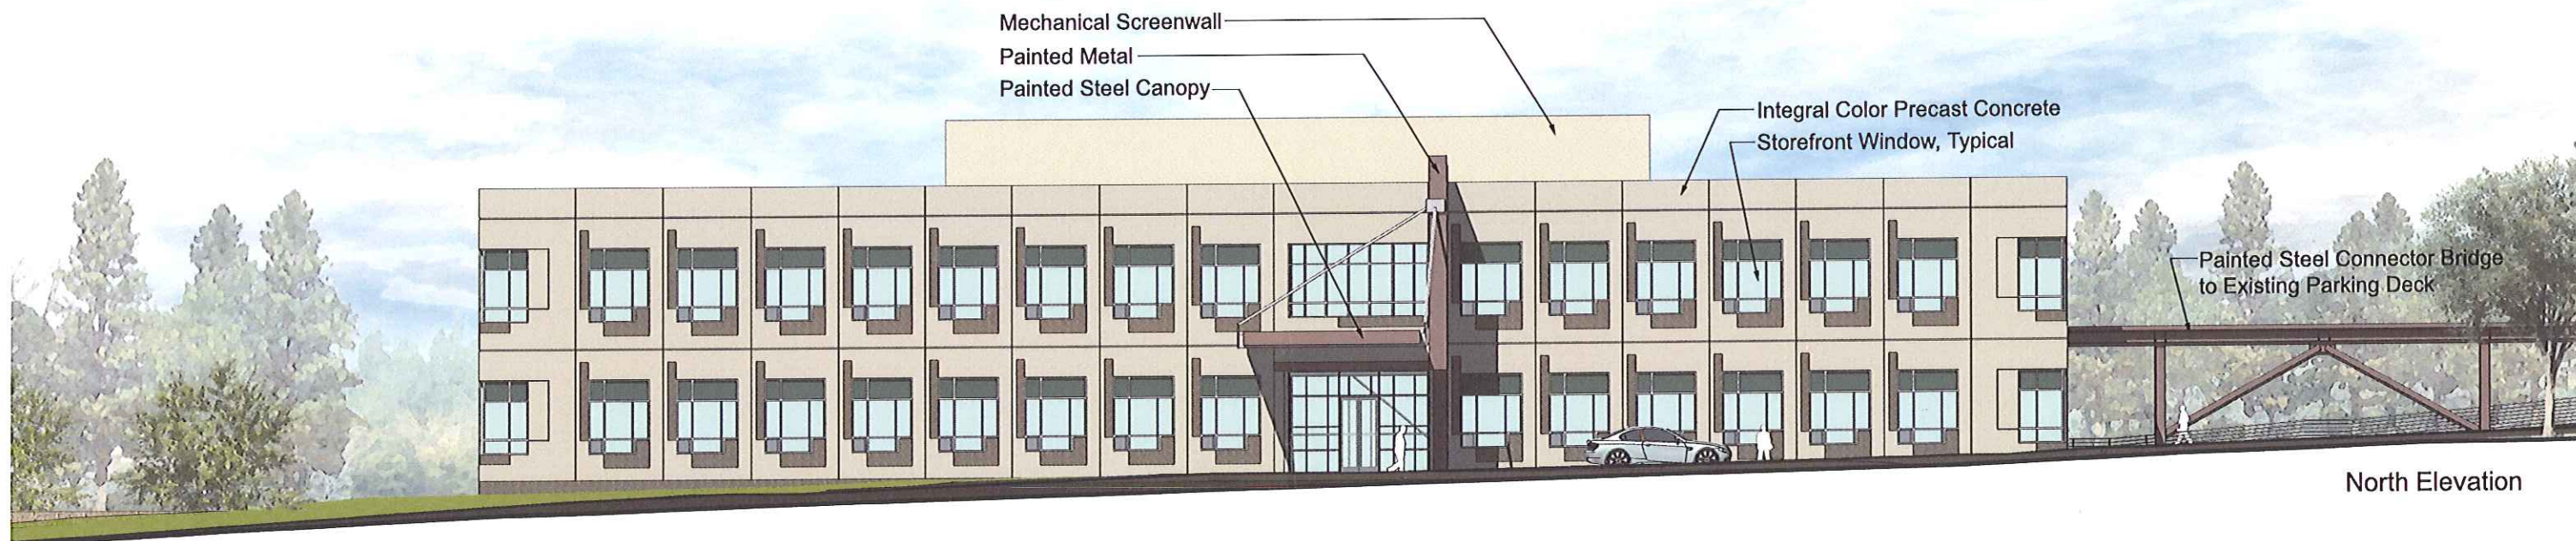 Mechanical Screenwall
Painted Metal
Painted Steel Canopy
Integral Color Precast Concrete
Storefront Window, Typical
Painted Steel Connector Bridge
to Existing Parking Deck
North Elevation